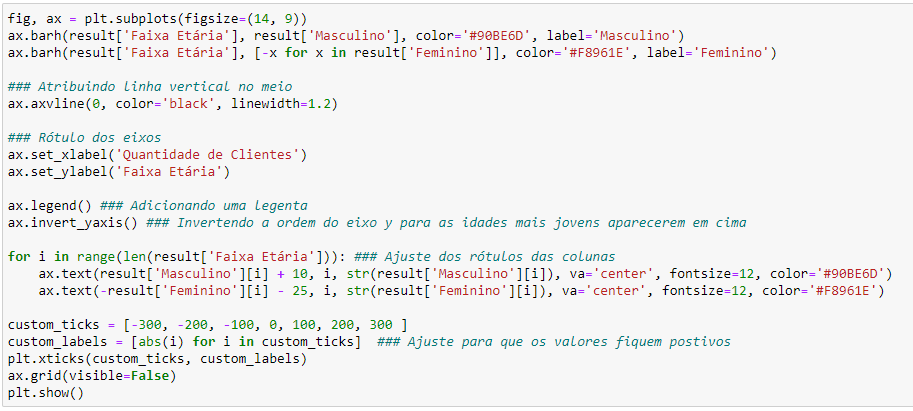 fig, ax = plt.subplots(figsize=(14, 9))
ax.barh(result['Faixa Etária'], result['Masculino'], color='#90BE6D', label='Masculino')
ax.barh(result['Faixa Etária'], [-x for x in result['Feminino']], color='#F8961E', label='Feminino')

### Atribuindo linha vertical no meio
ax.axvline(0, color='black', linewidth=1.2)

### Rótulo dos eixos
ax.set_xlabel('Quantidade de Clientes')
ax.set_ylabel('Faixa Etária')

ax.legend() ### Adicionando uma legenta
ax.invert_yaxis() ### Invertendo a ordem do eixo y para as idades mais jovens aparecerem em cima

for i in range(len(result['Faixa Etária'])): ### Ajuste dos rótulos das colunas
    ax.text(result['Masculino'][i] + 10, i, str(result['Masculino'][i]), va='center', fontsize=12, color='#90BE6D')
    ax.text(-result['Feminino'][i] - 25, i, str(result['Feminino'][i]), va='center', fontsize=12, color='#F8961E')

custom_ticks = [-300, -200, -100, 0, 100, 200, 300 ]
custom_labels = [abs(i) for i in custom_ticks]  ### Ajuste para que os valores fiquem postivos
plt.xticks(custom_ticks, custom_labels)
ax.grid(visible=False)
plt.show()